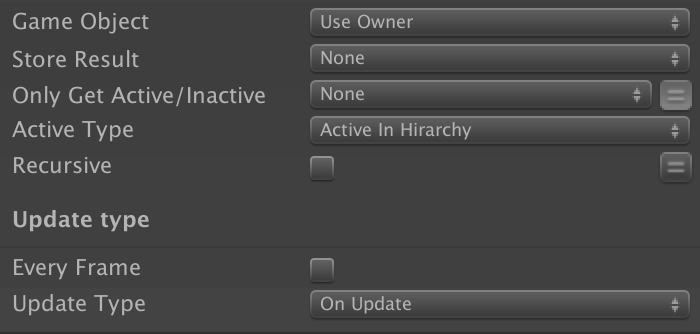 Game Object Use Owner
Store Result None
Only Get Active/Inactive None
Active Type Active In Hirarchy
Recursive
Update type
Every Frame
Update Type On Update